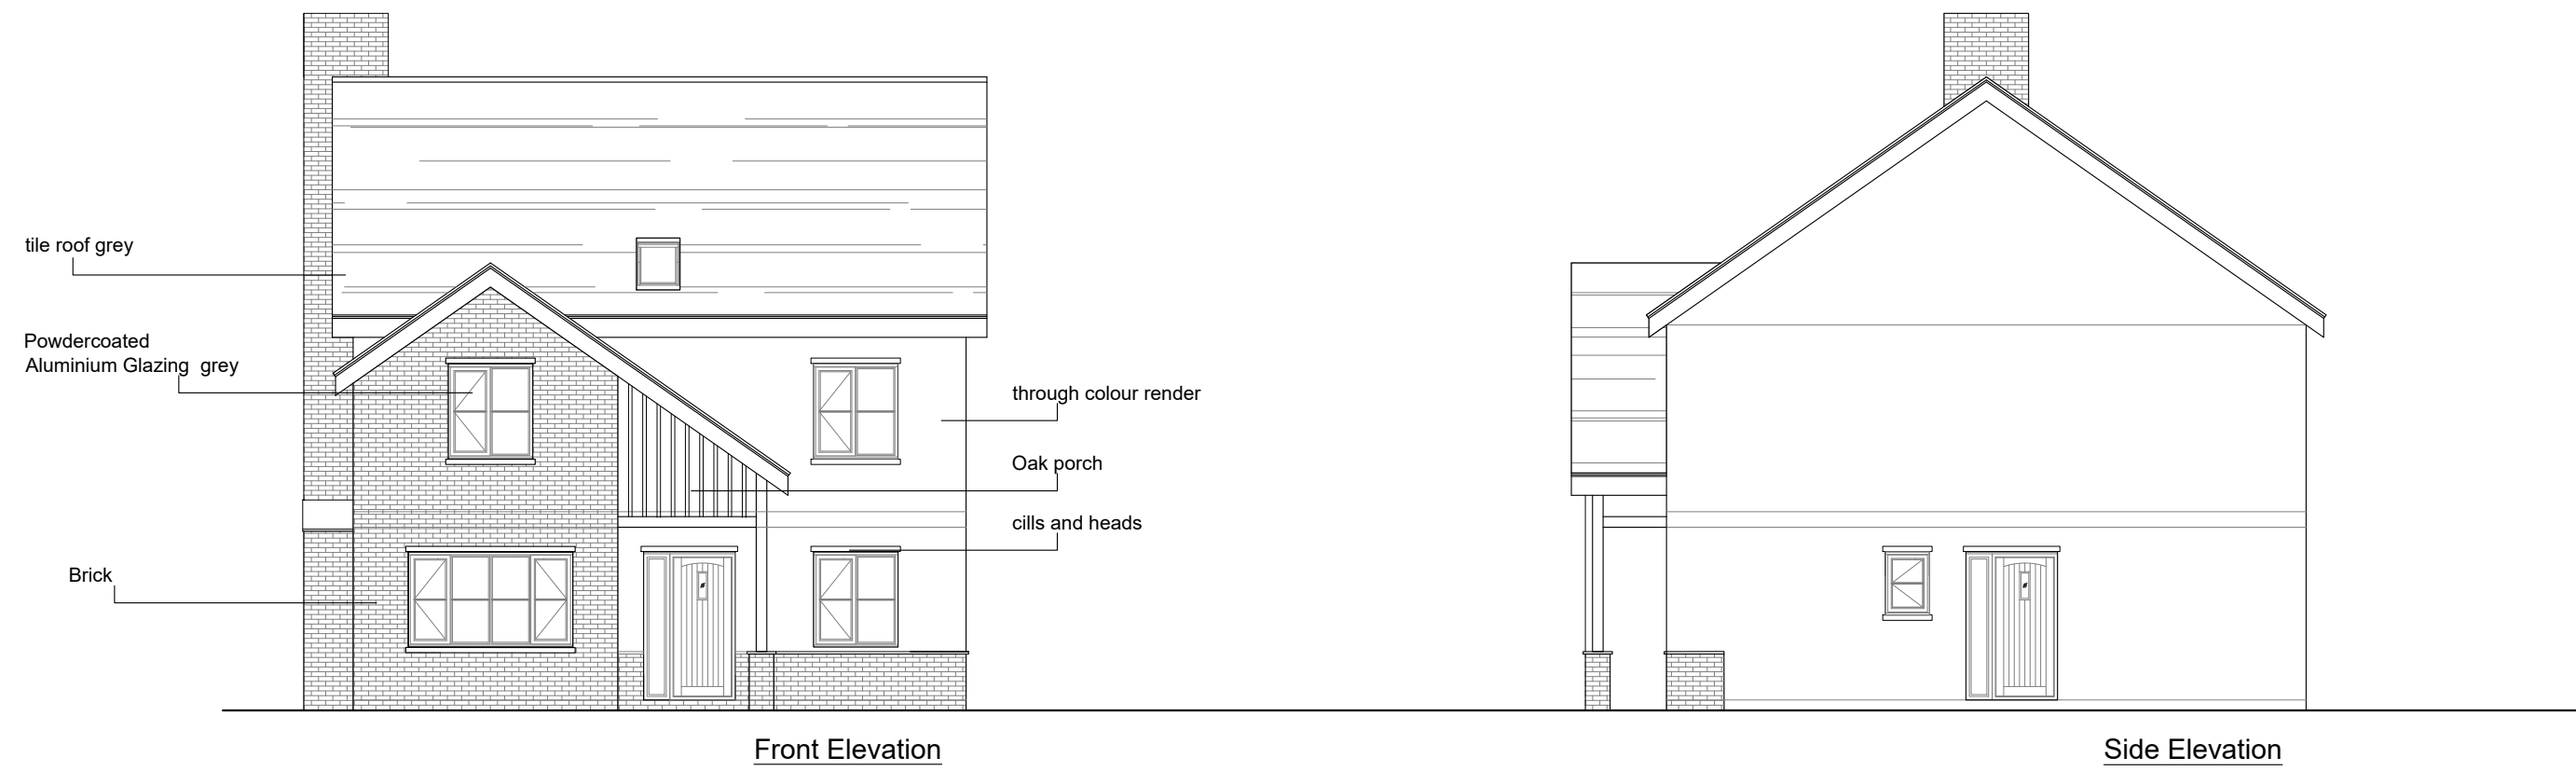 tile roof grey
Powdercoated
Aluminium Glazing  grey
Brick
through colour render
Oak porch
cills and heads
Front Elevation
Side Elevation